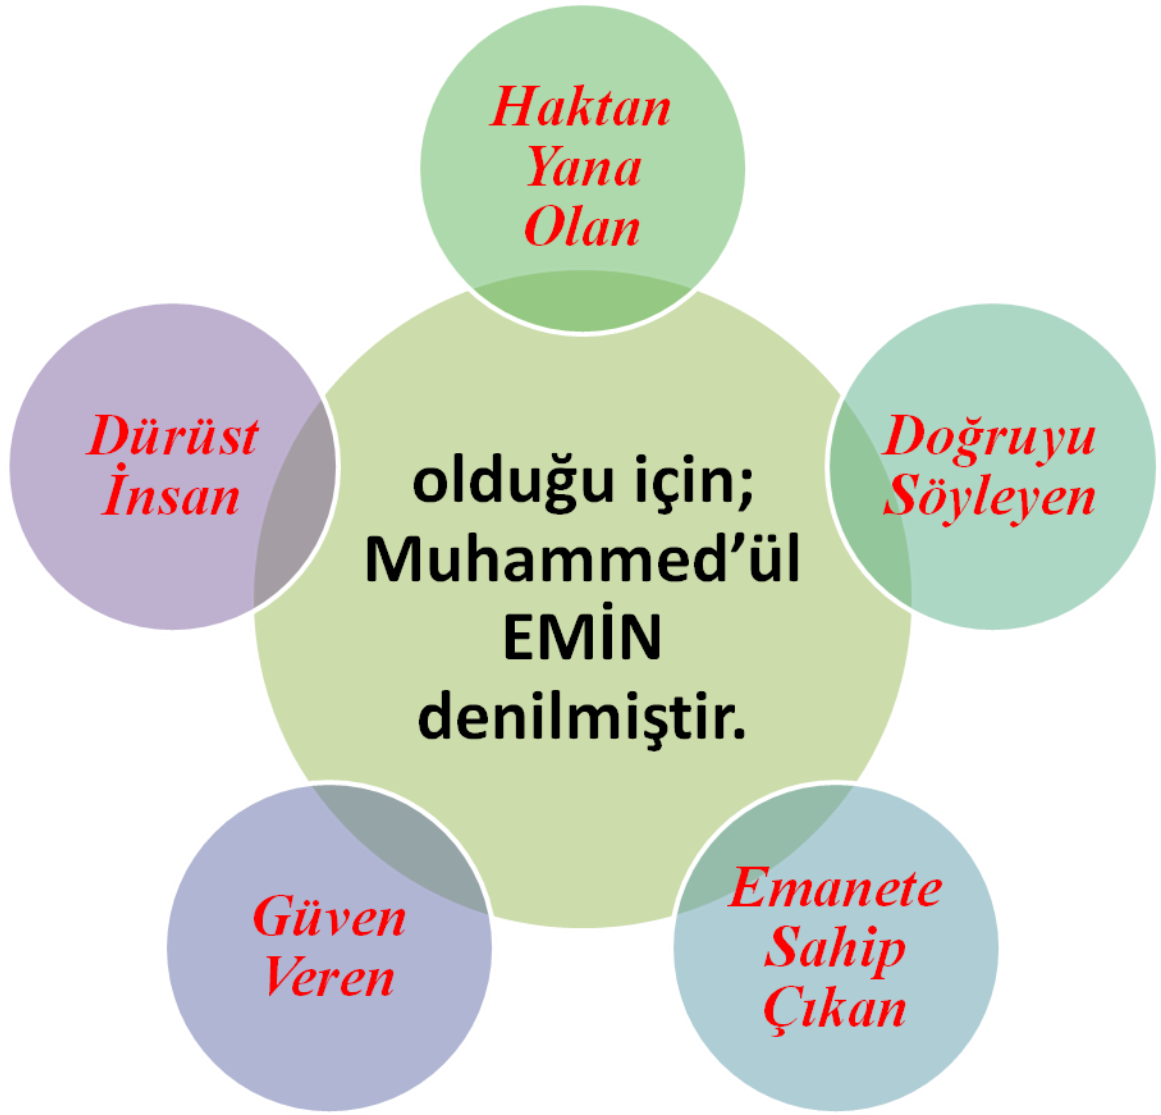 Haktan
Yana
Olan
Doğruyu
Söyleyen
Emanete
Sahip
Çıkan
Güven
Veren
Dürüst
İnsan
olduğu için;
Muhammed’ül
EMİN
denilmiştir.